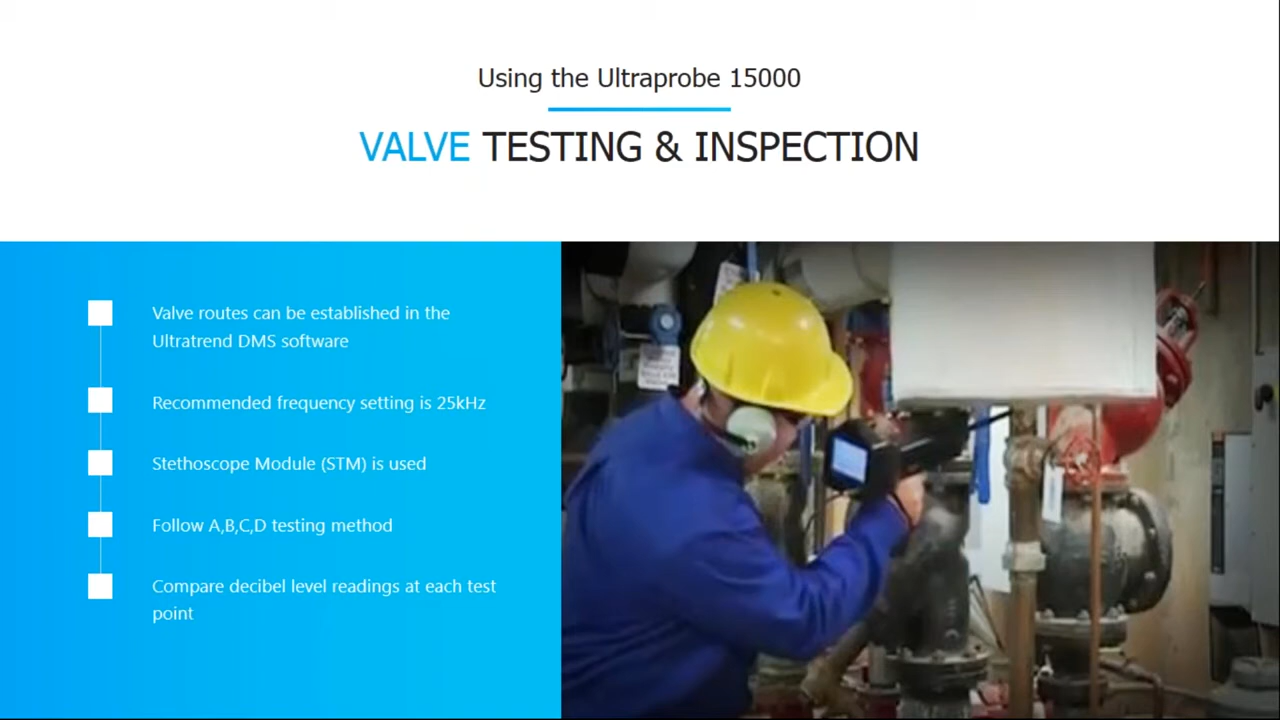 Using the Ultraprobe 15000
VALVE TESTING & INSPECTION
Valve routes can be established in the
Ultratrend DMS software
Recommended frequency setting is 25kHz
Stethoscope Module (STM) is used
Follow A,B,C,D testing method
Compare decibel level readings at each test
point